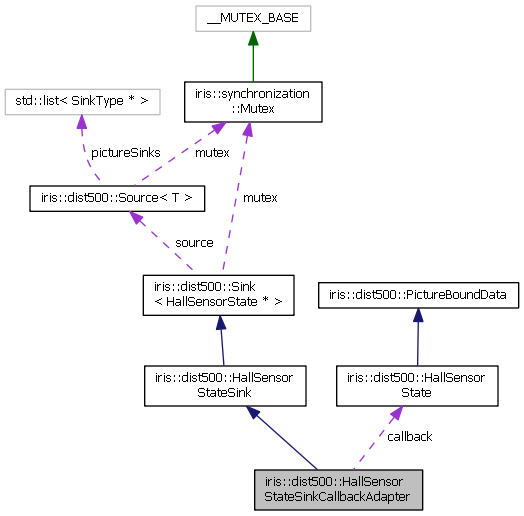 __MUTEX_BASE
std::list< SinkType * >
iris::synchronization
::Mutex
pictureSinks
mutex
iris::dist500::Source< T >
mutex
source
iris::dist500::Sink
< HallSensorState * >
iris::dist500::PictureBoundData
iris::dist500::HallSensor
StateSink
iris::dist500::HallSensor
State
callback
iris::dist500::HallSensor
StateSinkCallbackAdapter